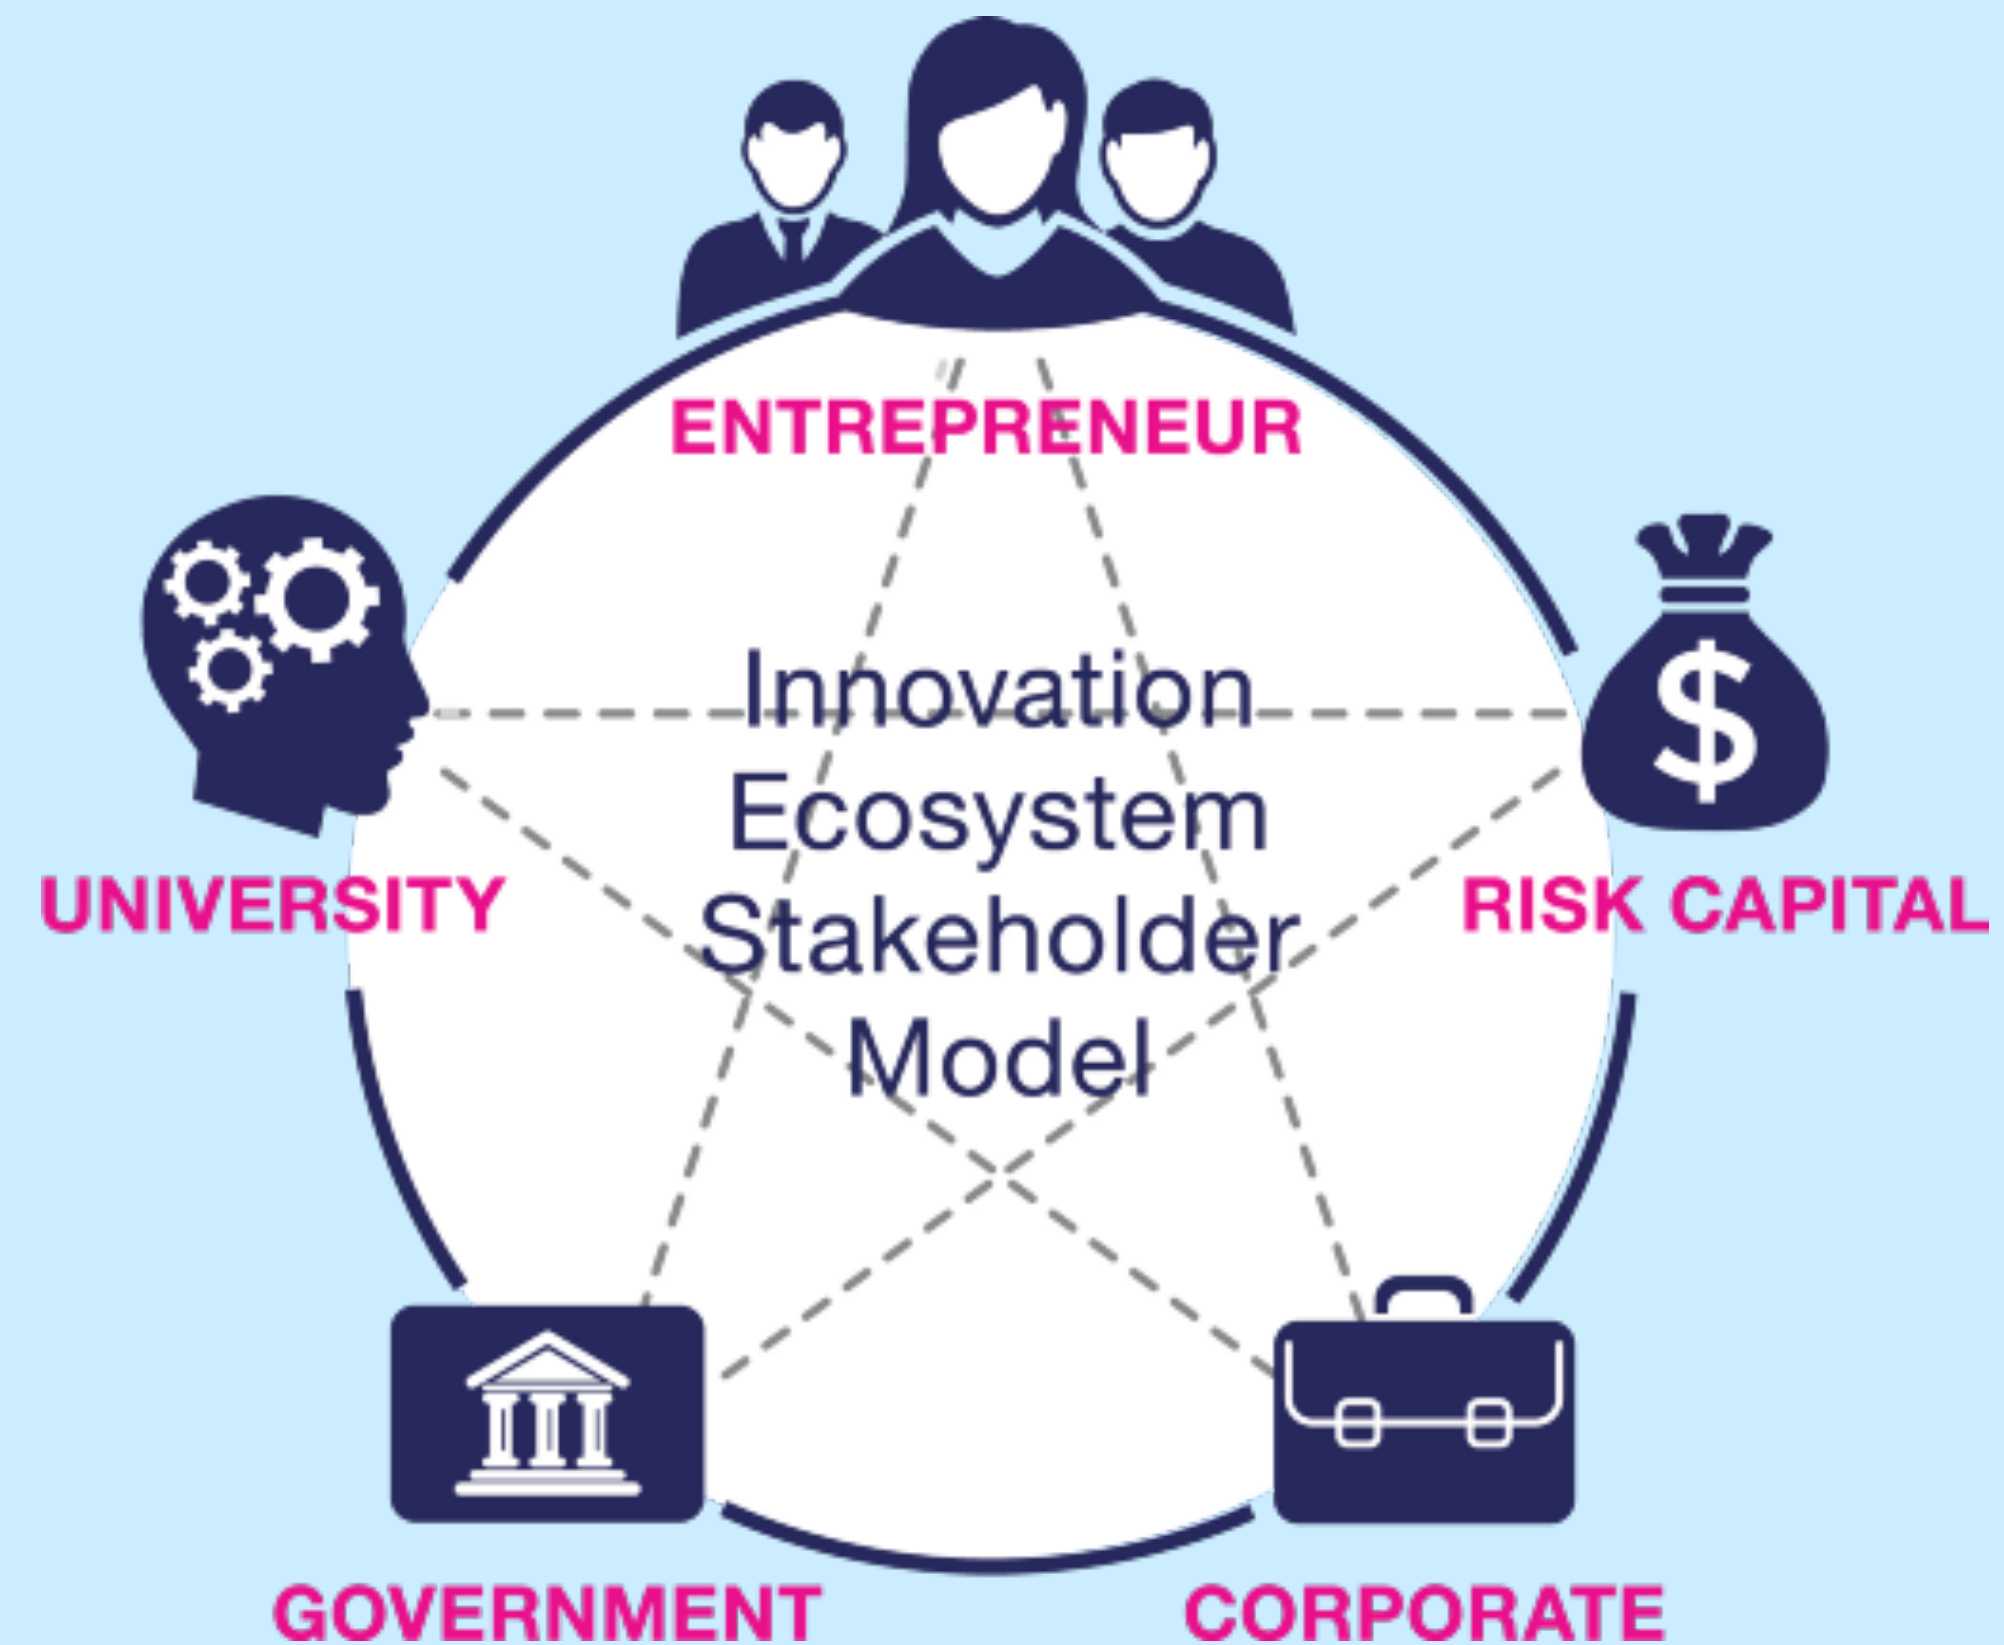 ENTREPRENEUR
Innovation
Ecosystem
Stakeholder
Model
$
UNIVERSITY
RISK CAPITAL
GOVERNMENT
CORPORATE